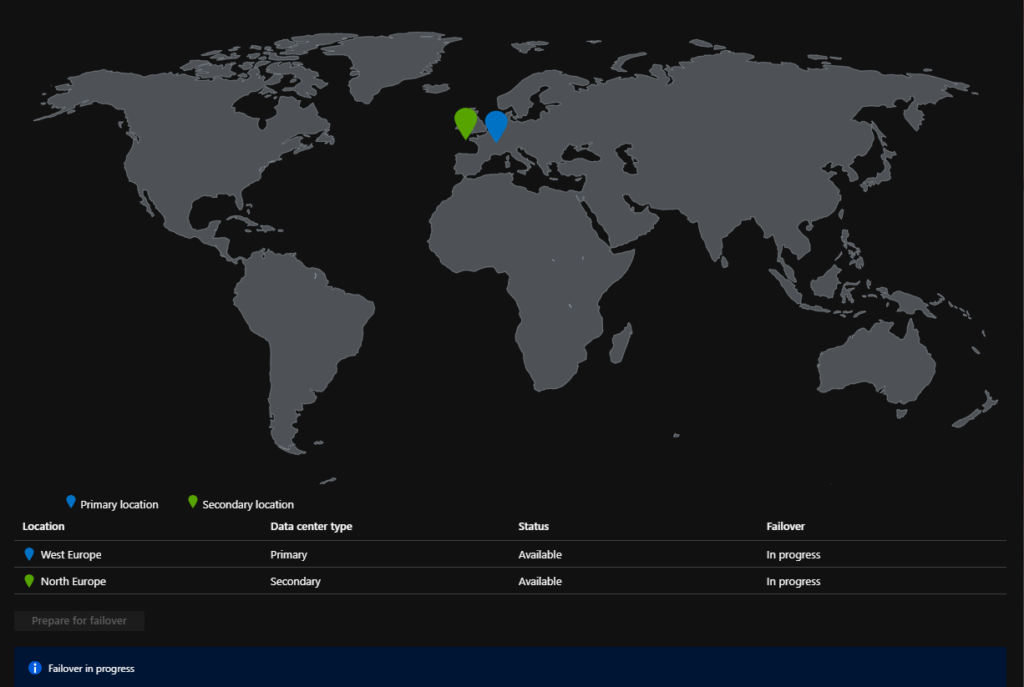 Primary location Secondary location
Location Data center type Status Failover
West Europe Primary Available In progress
North Europe Secondary Available In progress
Prepare for failover
Failover in progress